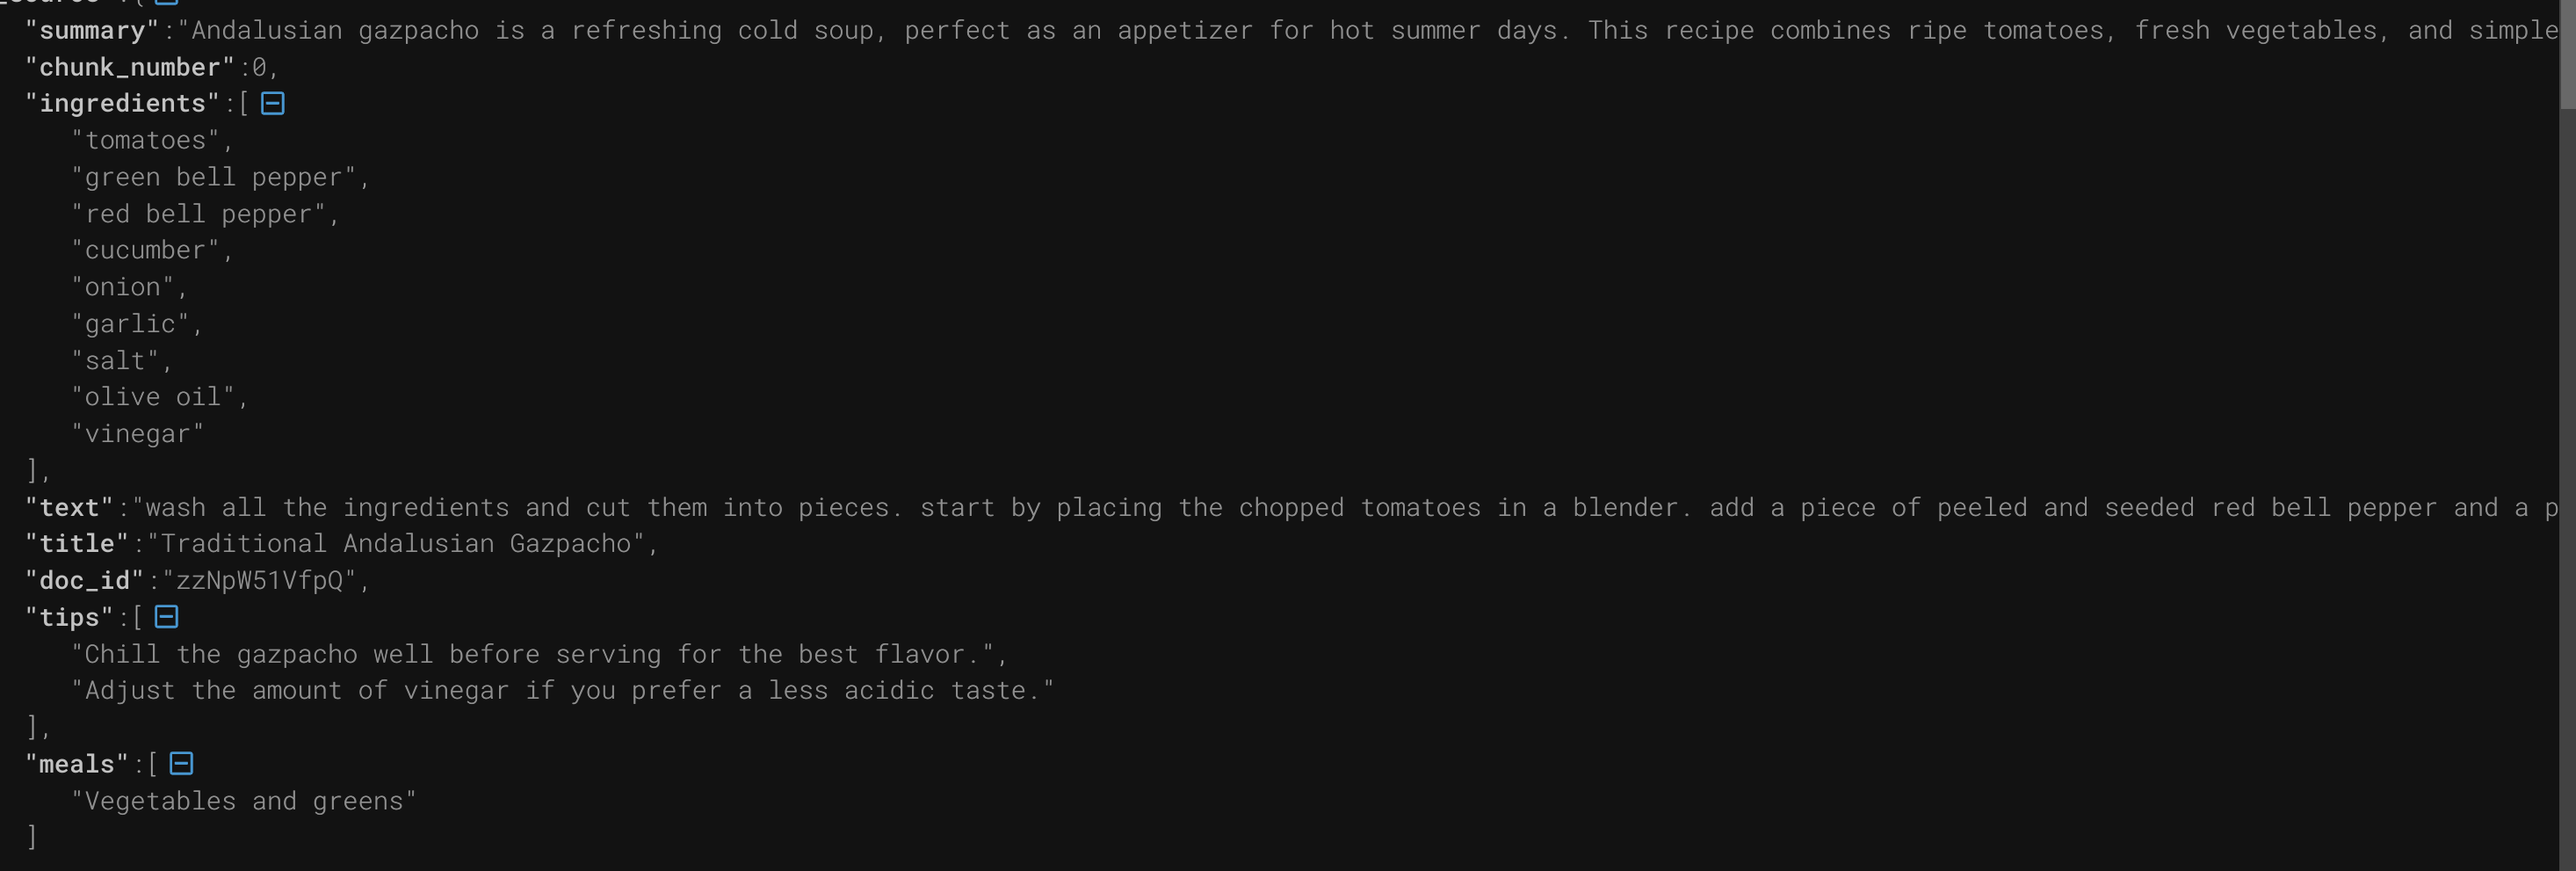 "summary":"Andalusian gazpacho is a refreshing cold soup, perfect as an appetizer for hot summer days. This recipe combines ripe tomatoes, fresh vegetables, and simple
"chunk_number":0,
"ingredients":[
"tomatoes",
"green bell pepper",
"red bell pepper",
"cucumber",
"onion",
"garlic",
"salt",
"olive oil",
"vinegar"
],
"text":"wash all the ingredients and cut them into pieces. start by placing the chopped tomatoes in a blender. add a piece of peeled and seeded red bell pepper and a p
"title":"Traditional Andalusian Gazpacho",
"doc_id":"zzNpW51VfpQ",
"tips":[
"Chill the gazpacho well before serving for the best flavor.",
"Adjust the amount of vinegar if you prefer a less acidic taste."
],
"meals":[
"Vegetables and greens"
]